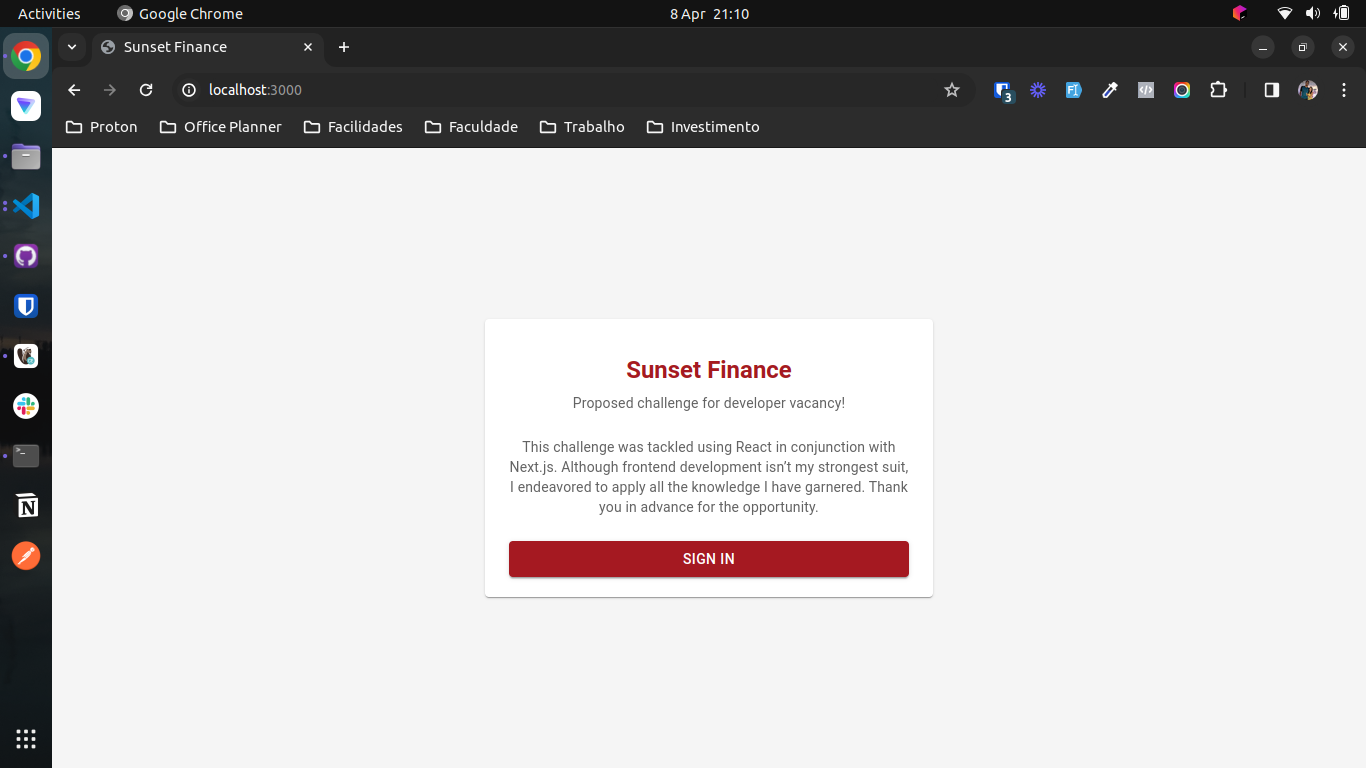 Activities Google Chrome 8 Apr 21:10
Sunset Finance
localhost:3000
3
Proton Office Planner Facilidades Faculdade Trabalho Investimento
Sunset Finance
Proposed challenge for developer vacancy!
This challenge was tackled using React in conjunction with
Next.js. Although frontend development isn't my strongest suit,
I endeavored to apply all the knowledge I have garnered. Thank
you in advance for the opportunity.
SIGN IN